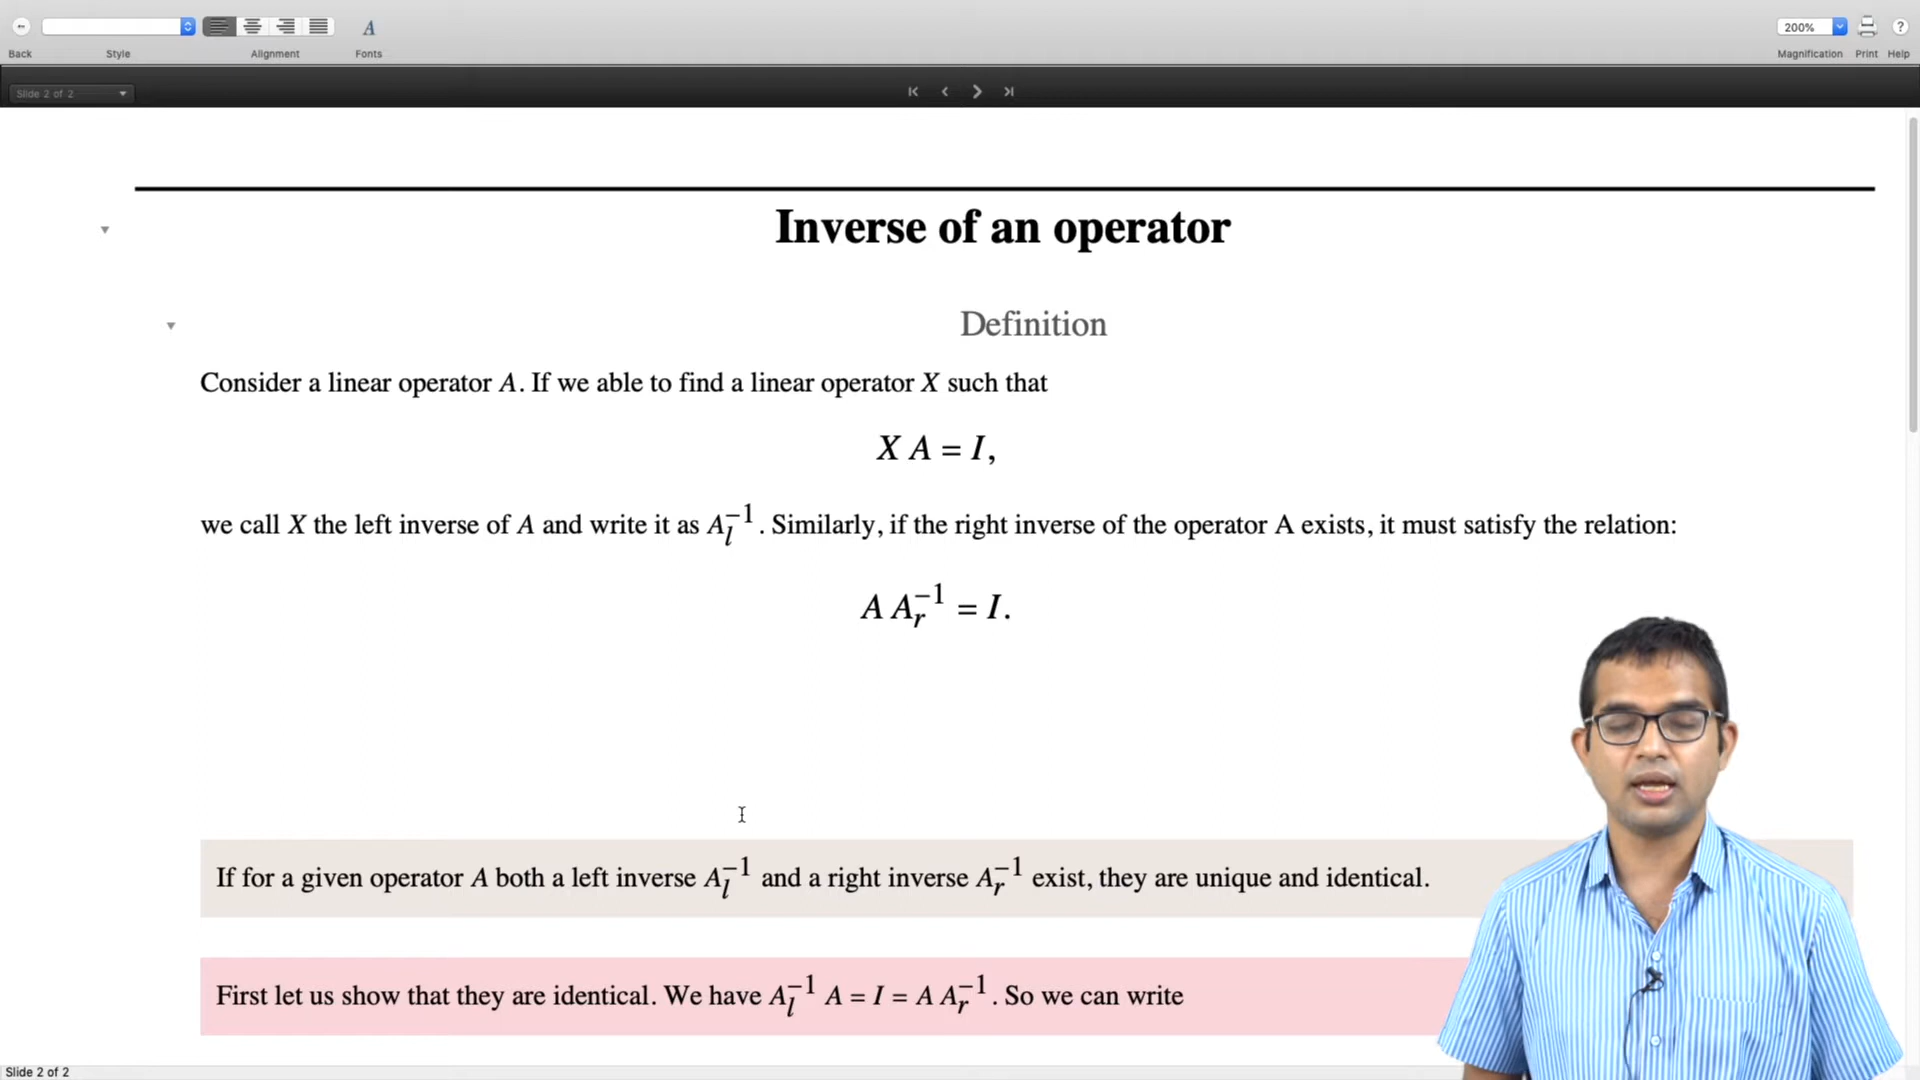 200%
Back Style Alignment Fonts Magnification Print Help
Slide 2 of 2
Inverse of an operator
Definition
Consider a linear operator A. If we able to find a linear operator X such that
X A = I,
we call X the left inverse of A and write it as A_l^{-1}. Similarly, if the right inverse of the operator A exists, it must satisfy the relation:
A A_r^{-1} = I.
If for a given operator A both a left inverse A_l^{-1} and a right inverse A_r^{-1} exist, they are unique and identical.
First let us show that they are identical. We have A_l^{-1} A = I = A A_r^{-1}. So we can write
Slide 2 of 2